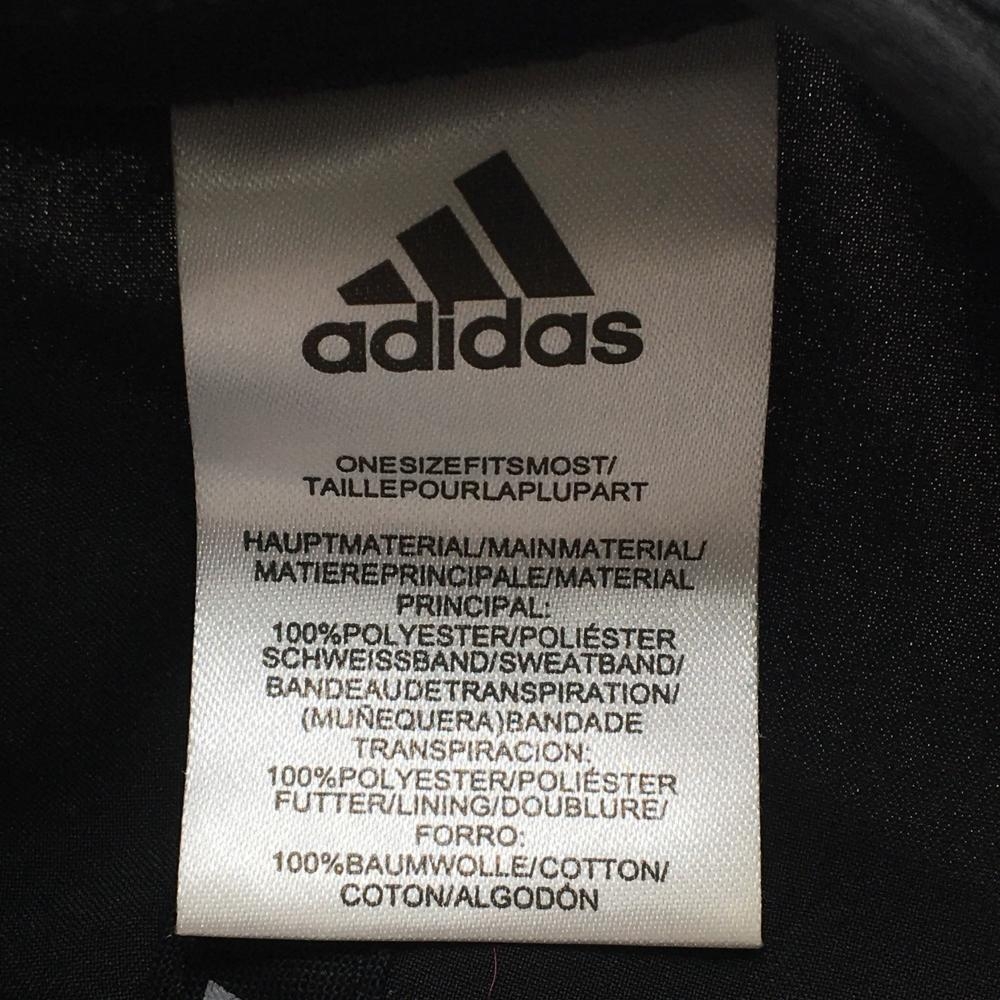 adidas
ONESIZEFITSMOST/
TAILLEPOURLAPLUPART
HAUPTMATERIAL/MAINMATERIAL/
MATIEREPRINCIPALE/MATERIAL
PRINCIPAL:
100%POLYESTER/POLIÉSTER
SCHWEISSBAND/SWEATBAND/
BANDEAUDETRANSPIRATION/
(MUÑEQUERA)BANDADE
TRANSPIRACION:
100%POLYESTER/POLIÉSTER
FUTTER/LINING/DOUBLURE/
FORRO:
100%BAUMWOLLE/COTTON/
COTON/ALGODÓN